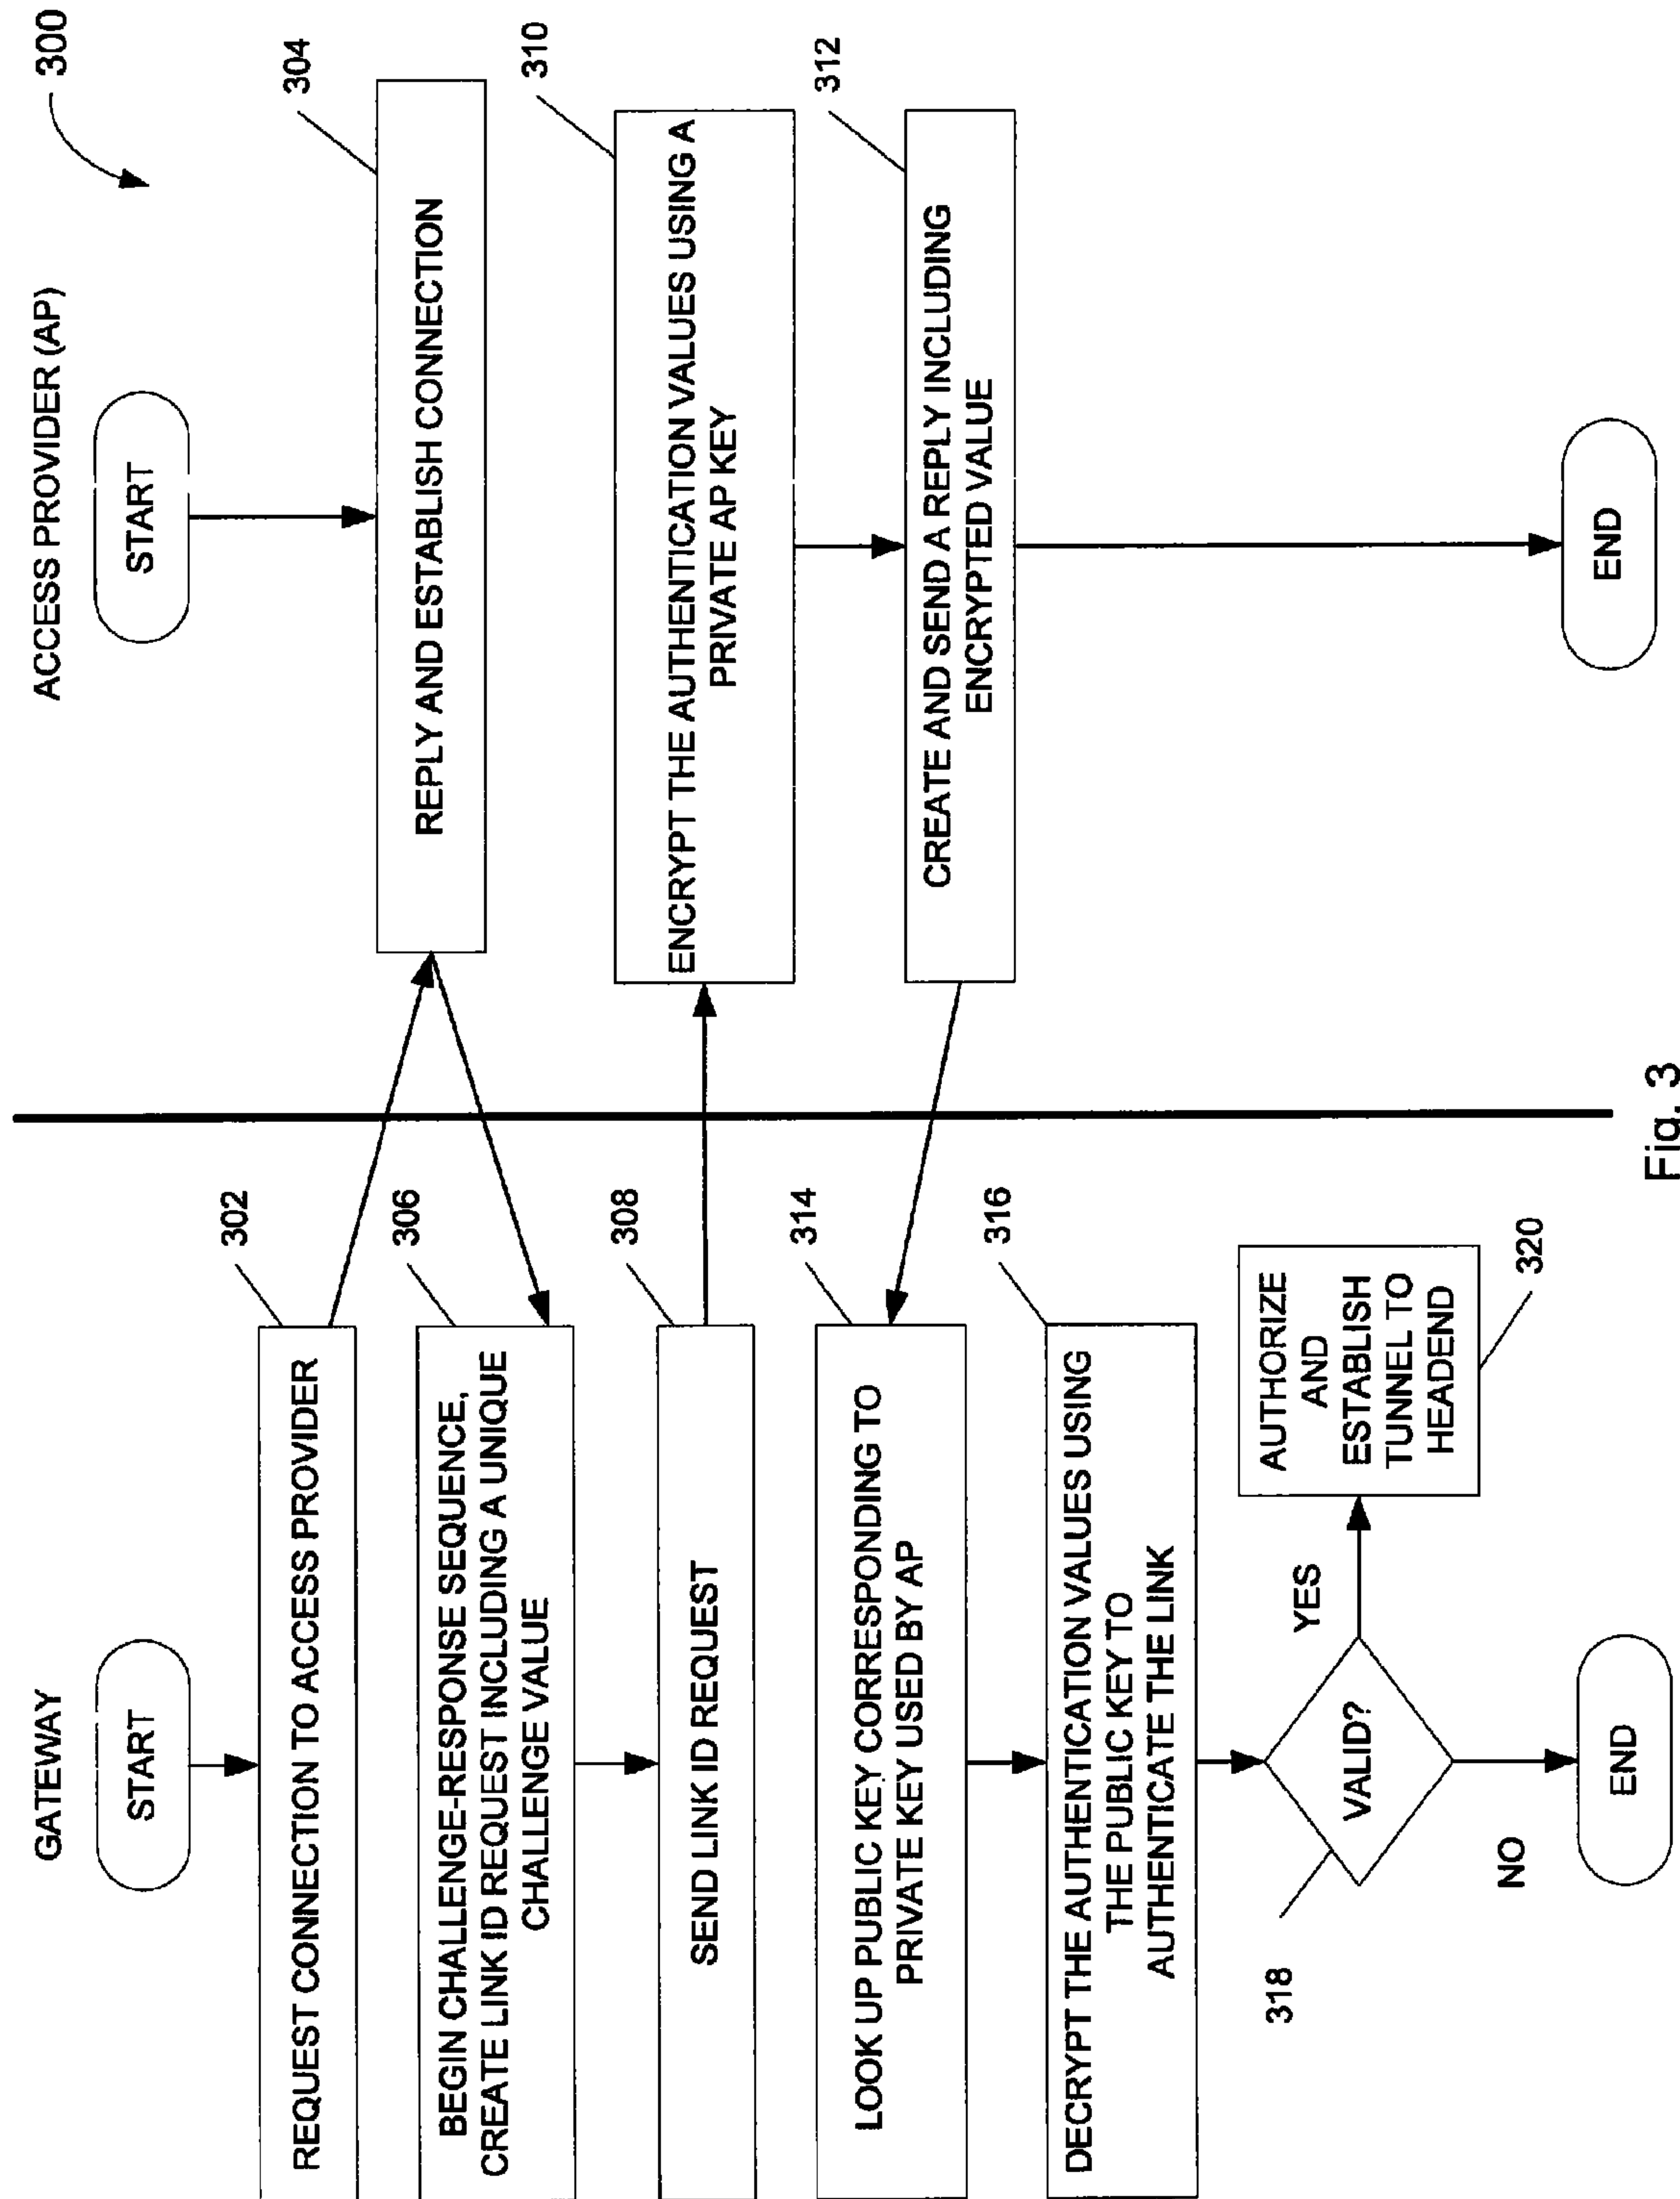 300
GATEWAY
ACCESS PROVIDER (AP)
START
START
302
REQUEST CONNECTION TO ACCESS PROVIDER
304
REPLY AND ESTABLISH CONNECTION
306
BEGIN CHALLENGE-RESPONSE SEQUENCE,
CREATE LINK ID REQUEST INCLUDING A UNIQUE
CHALLENGE VALUE
308
SEND LINK ID REQUEST
310
ENCRYPT THE AUTHENTICATION VALUES USING A
PRIVATE AP KEY
312
CREATE AND SEND A REPLY INCLUDING
ENCRYPTED VALUE
314
LOOK UP PUBLIC KEY CORRESPONDING TO
PRIVATE KEY USED BY AP
316
DECRYPT THE AUTHENTICATION VALUES USING
THE PUBLIC KEY TO
AUTHENTICATE THE LINK
318
VALID?
YES
NO
AUTHORIZE
AND
ESTABLISH
TUNNEL TO
HEADEND
320
END
END
Fig. 3